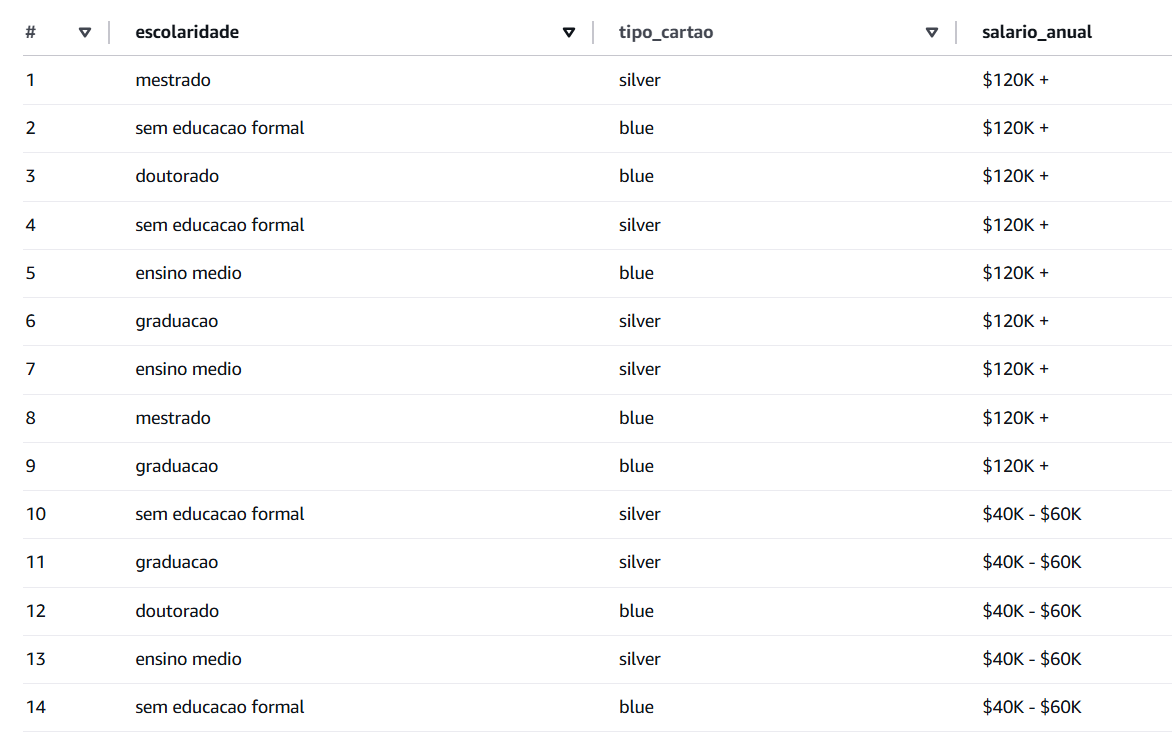 # escolaridade tipo_cartao salario_anual
1 mestrado silver $120K +
2 sem educacao formal blue $120K +
3 doutorado blue $120K +
4 sem educacao formal silver $120K +
5 ensino medio blue $120K +
6 graduacao silver $120K +
7 ensino medio silver $120K +
8 mestrado blue $120K +
9 graduacao blue $120K +
10 sem educacao formal silver $40K - $60K
11 graduacao silver $40K - $60K
12 doutorado blue $40K - $60K
13 ensino medio silver $40K - $60K
14 sem educacao formal blue $40K - $60K